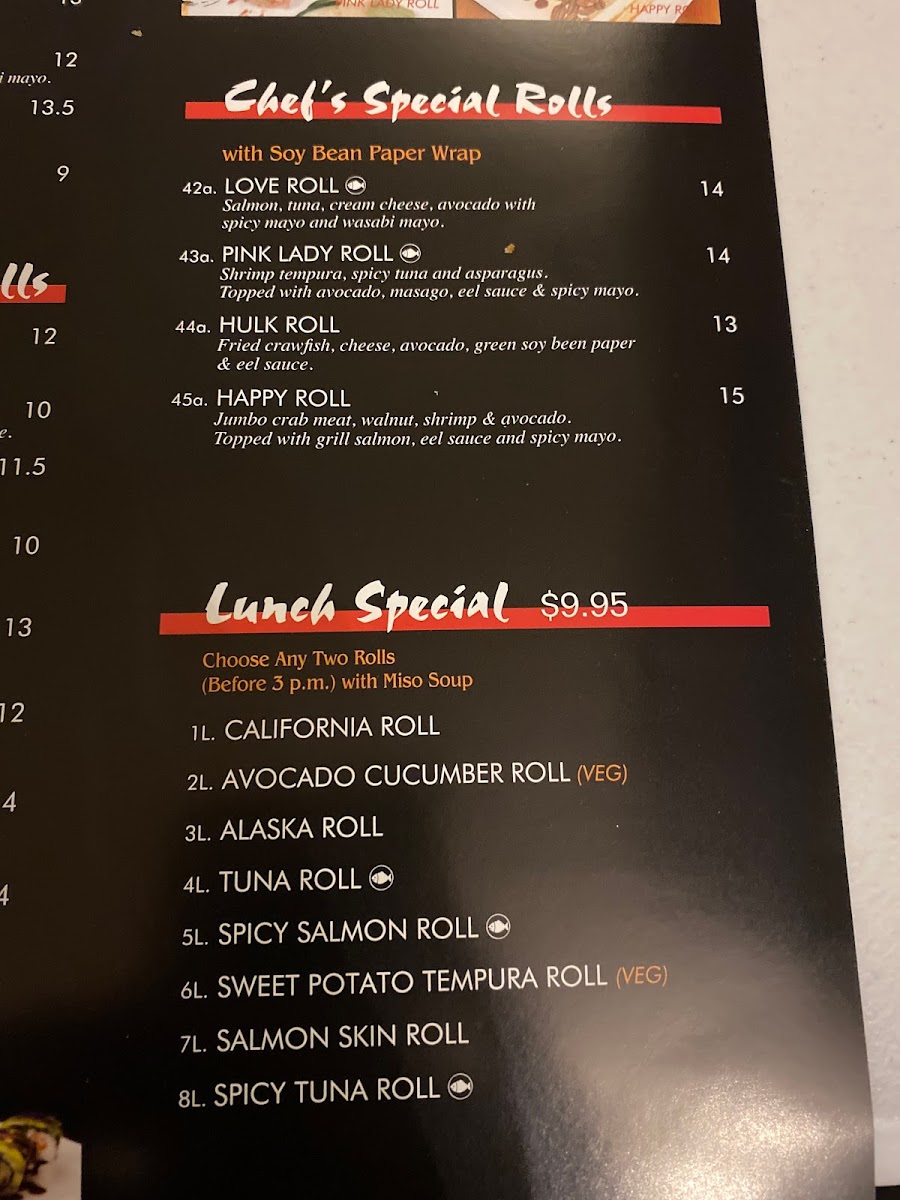 PINK LADY ROLL
HAPPY
12
i mayo.
13.5
9
lls
12
10
e.
11.5
10
13
12
4
4
Chef's Special Rolls
with Soy Bean Paper Wrap
42a. LOVE ROLL 14
Salmon, tuna, cream cheese, avocado with
spicy mayo and wasabi mayo.
43a. PINK LADY ROLL 14
Shrimp tempura, spicy tuna and asparagus.
Topped with avocado, masago, eel sauce & spicy mayo.
44a. HULK ROLL 13
Fried crawfish, cheese, avocado, green soy been paper
& eel sauce.
45a. HAPPY ROLL 15
Jumbo crab meat, walnut, shrimp & avocado.
Topped with grill salmon, eel sauce and spicy mayo.
Lunch Special $9.95
Choose Any Two Rolls
(Before 3 p.m.) with Miso Soup
1L. CALIFORNIA ROLL
2L. AVOCADO CUCUMBER ROLL (VEG)
3L. ALASKA ROLL
4L. TUNA ROLL
5L. SPICY SALMON ROLL
6L. SWEET POTATO TEMPURA ROLL (VEG)
7L. SALMON SKIN ROLL
8L. SPICY TUNA ROLL